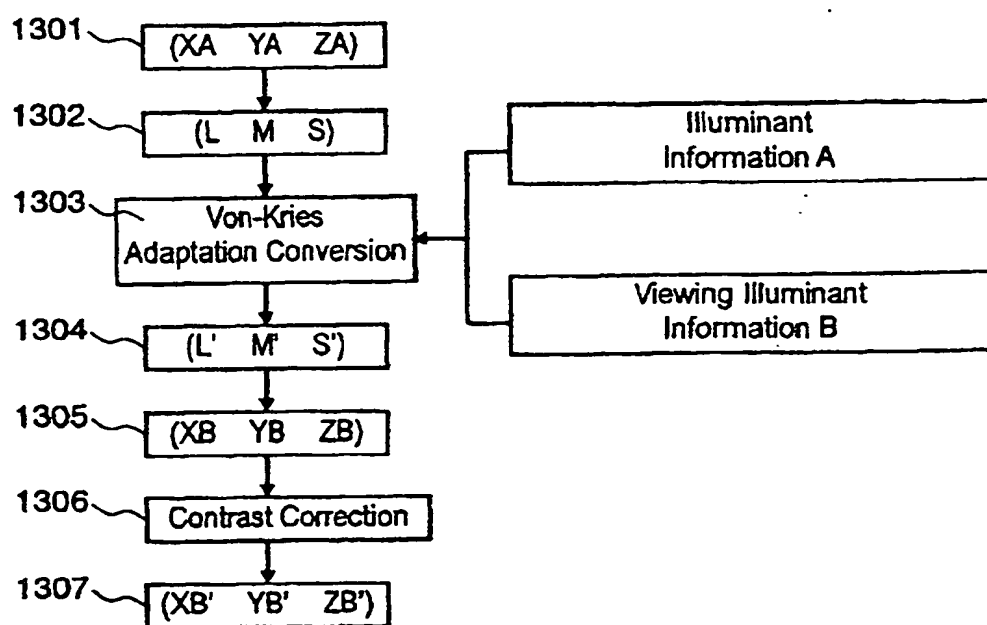 1301
(XA YA ZA)
1302
(L M S)
Illuminant
Information A
1303
Von-Kries
Adaptation Conversion
Viewing Illuminant
Information B
1304
(L' M' S')
1305
(XB YB ZB)
1306
Contrast Correction
1307
(XB' YB' ZB')